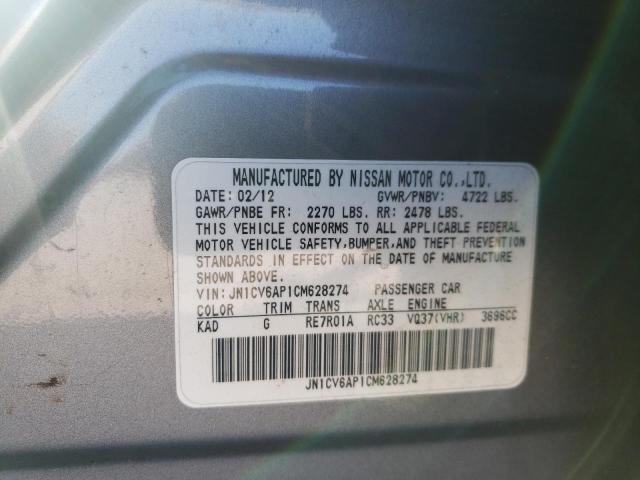 MANUFACTURED BY NISSAN MOTOR CO.,LTD.
DATE: 02/12 GVWR/PNBV: 4722 LBS.
GAWR/PNBE FR: 2270 LBS. RR: 2478 LBS.
THIS VEHICLE CONFORMS TO ALL APPLICABLE FEDERAL
MOTOR VEHICLE SAFETY,BUMPER,AND THEFT PREVENTION
STANDARDS IN EFFECT ON THE DATE OF MANUFACTURE
SHOWN ABOVE.
VIN: JN1CV6AP1CM628274 PASSENGER CAR
COLOR TRIM TRANS AXLE ENGINE
KAD G RE7R01A RC33 VQ37(VHR) 3696CC
JN1CV6AP1CM628274